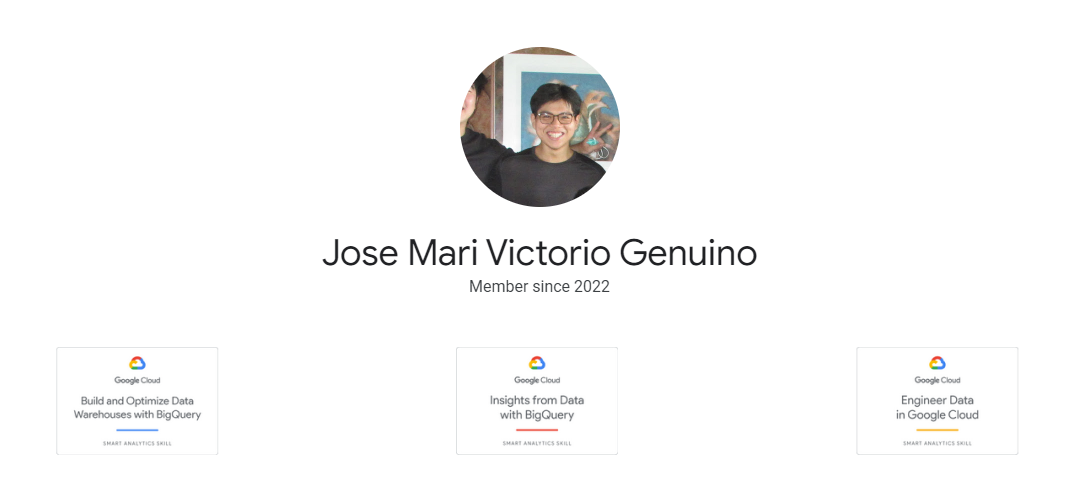 Jose Mari Victorio Genuino
Member since 2022
Google Cloud
Build and Optimize Data
Warehouses with BigQuery
SMART ANALYTICS SKILL
Google Cloud
Insights from Data
with BigQuery
SMART ANALYTICS SKILL
Google Cloud
Engineer Data
in Google Cloud
SMART ANALYTICS SKILL